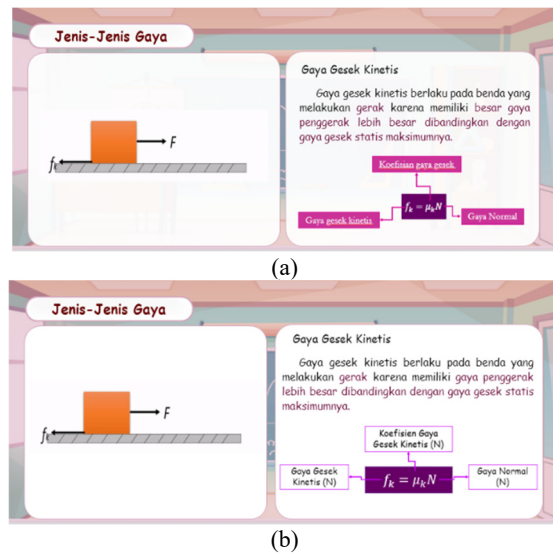 Jenis-Jenis Gaya
F
fₖ
Gaya Gesek Kinetis
Gaya gesek kinetis berlaku pada benda yang
melakukan gerak karena memiliki besar gaya
penggerak lebih besar dibandingkan dengan
gaya gesek statis maksimumnya.
Koefisian gaya gesek
Gaya gesek kinetis
fₖ = μₖN
Gaya Normal
(a)
Jenis-Jenis Gaya
F
fₖ
Gaya Gesek Kinetis
Gaya gesek kinetis berlaku pada benda yang
melakukan gerak karena memiliki gaya penggerak
lebih besar dibandingkan dengan gaya gesek statis
maksimumnya.
Koefisien Gaya
Gesek Kinetis (N)
Gaya Gesek
Kinetis (N)
fₖ = μₖN
Gaya Normal
(N)
(b)